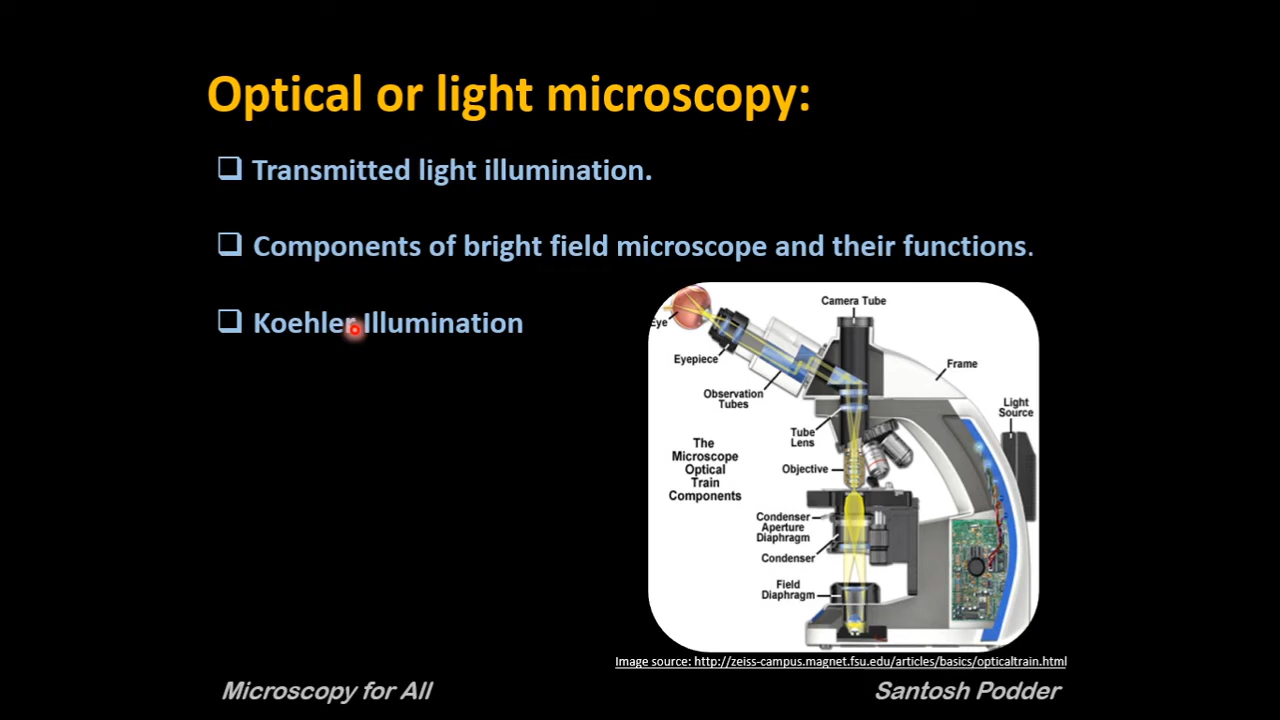 Optical or light microscopy:
❑ Transmitted light illumination.
❑ Components of bright field microscope and their functions.
❑ Koehler Illumination
Camera Tube
Eye
Eyepiece
Frame
Observation
Tubes
Light
Source
Tube
Lens
The
Microscope
Optical
Train
Components
Objective
Condenser
Aperture
Diaphragm
Condenser
Field
Diaphragm
Image source: http://zeiss-campus.magnet.fsu.edu/articles/basics/opticaltrain.html
Microscopy for All
Santosh Podder